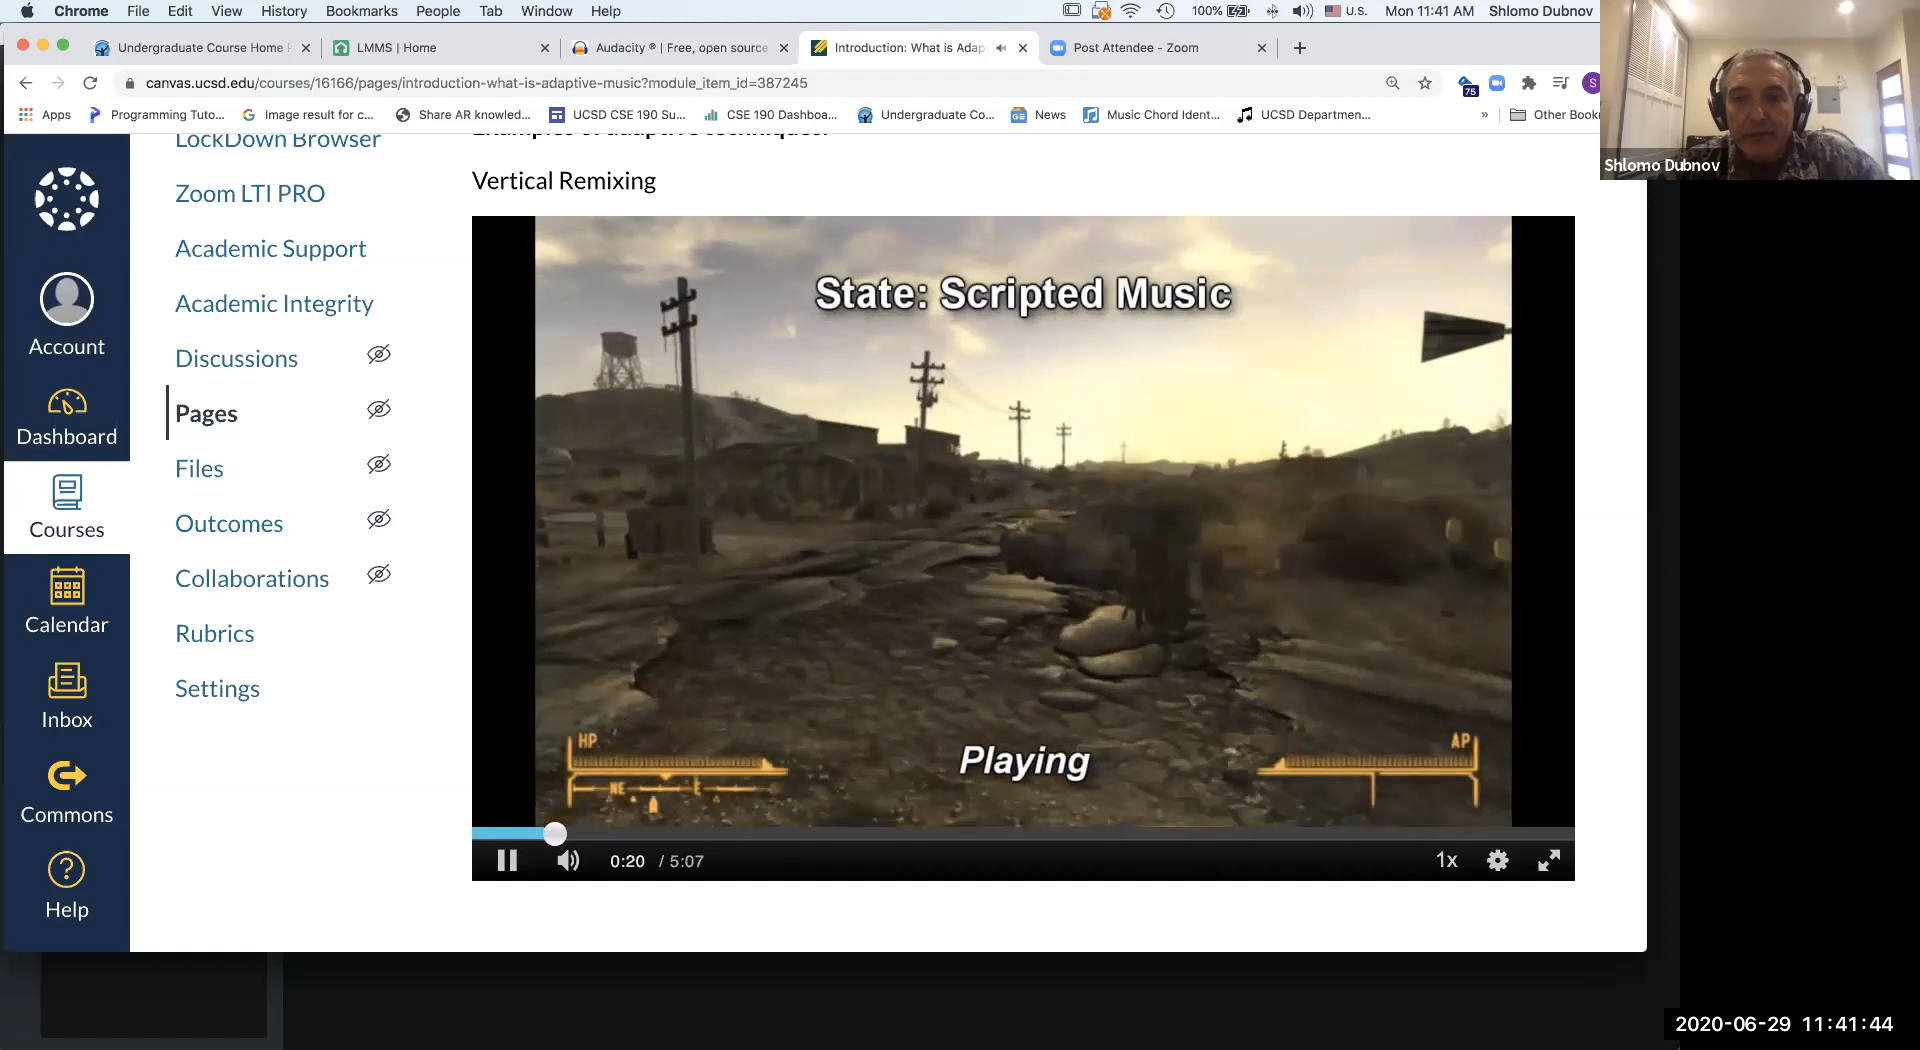 Chrome File Edit View History Bookmarks People Tab Window Help 100% U.S. Mon 11:41 AM Shlomo Dubnov
Undergraduate Course Home LMMS | Home Audacity ® | Free, open source Introduction: What is Adap Post Attendee - Zoom
canvas.ucsd.edu/courses/16166/pages/introduction-what-is-adaptive-music?module_item_id=387245 75 S
Apps Programming Tuto... Image result for c... Share AR knowled... UCSD CSE 190 Su... CSE 190 Dashboa... Undergraduate Co... News Music Chord Ident... UCSD Departmen... » Other Book
Shlomo Dubnov
LockDown Browser
Zoom LTI PRO
Academic Support
Academic Integrity
Discussions
Pages
Files
Outcomes
Collaborations
Rubrics
Settings
Account
Dashboard
Courses
Calendar
Inbox
Commons
Help
Examples of adaptive techniques:
Vertical Remixing
State: Scripted Music
HP
AP
NE E
Playing
0:20 / 5:07 1x
2020-06-29 11:41:44